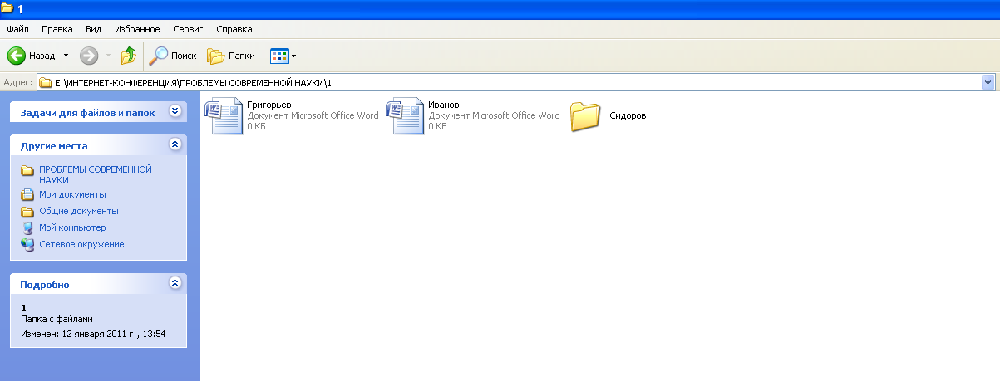 1
Файл Правка Вид Избранное Сервис Справка
Назад Поиск Папки
Адрес: E:\ИНТЕРНЕТ-КОНФЕРЕНЦИЯ\ПРОБЛЕМЫ СОВРЕМЕННОЙ НАУКИ\1
Задачи для файлов и папок
Другие места
ПРОБЛЕМЫ СОВРЕМЕННОЙ
НАУКИ
Мои документы
Общие документы
Мой компьютер
Сетевое окружение
Подробно
1
Папка с файлами
Изменен: 12 января 2011 г., 13:54
Григорьев
Документ Microsoft Office Word
0 КБ
Иванов
Документ Microsoft Office Word
0 КБ
Сидоров